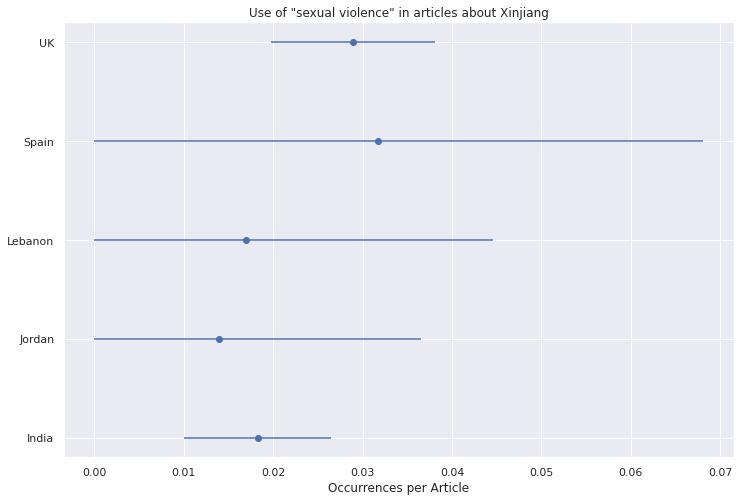 Use of "sexual violence" in articles about Xinjiang
UK
Spain
Lebanon
Jordan
India
0.00 0.01 0.02 0.03 0.04 0.05 0.06 0.07
Occurrences per Article